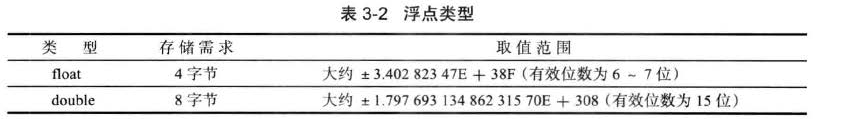 表 3-2 浮点类型
类 型 存储需求 取值范围
float 4 字节 大约 ±3.402 823 47E + 38F (有效位数为 6 ~ 7 位)
double 8 字节 大约 ±1.797 693 134 862 315 70E + 308 (有效位数为 15 位)